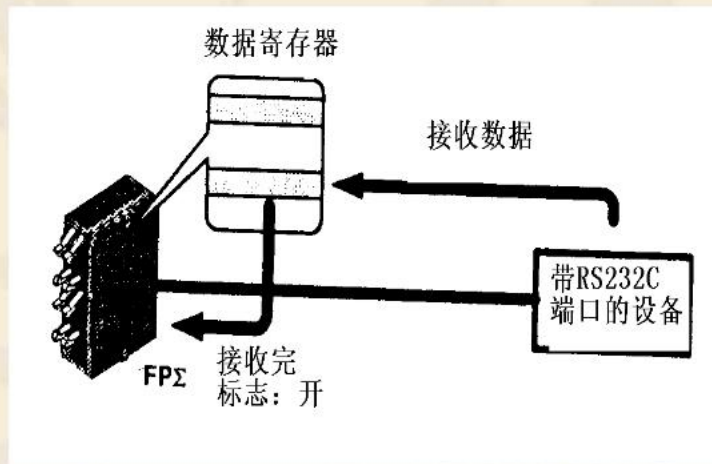 数据寄存器
接收数据
带RS232C
端口的设备
FPΣ
接收完
标志：开